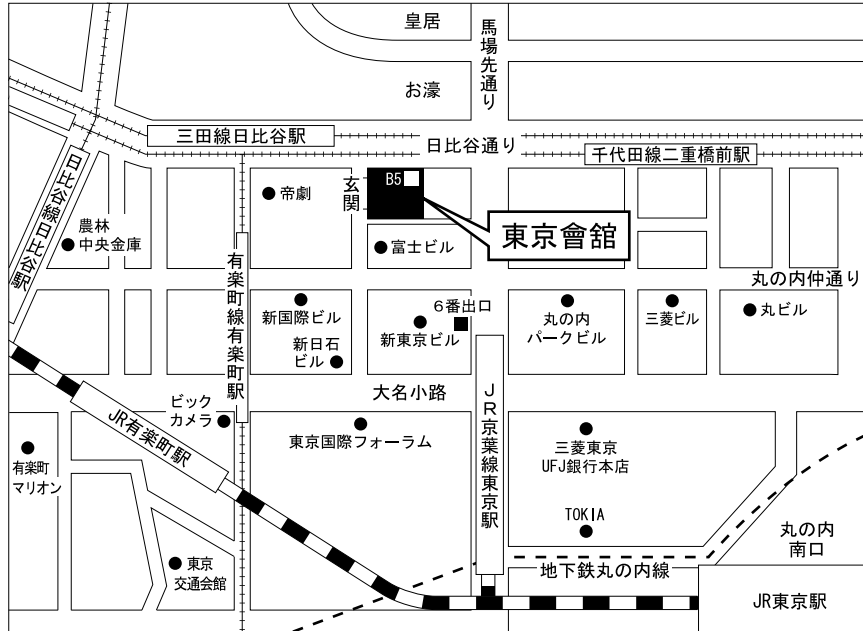 皇居
馬場先通り
お濠
三田線日比谷駅
日比谷通り
千代田線二重橋前駅
日比谷線日比谷駅
農林
中央金庫
帝劇
玄関
B5
東京會舘
富士ビル
丸の内仲通り
有楽町線有楽町駅
新国際ビル
新日石
ビル
6番出口
新東京ビル
丸の内
パークビル
三菱ビル
丸ビル
大名小路
JR京葉線東京駅
JR有楽町駅
ビック
カメラ
東京国際フォーラム
三菱東京
UFJ銀行本店
有楽町
マリオン
TOKIA
丸の内
南口
東京
交通会館
地下鉄丸の内線
JR東京駅